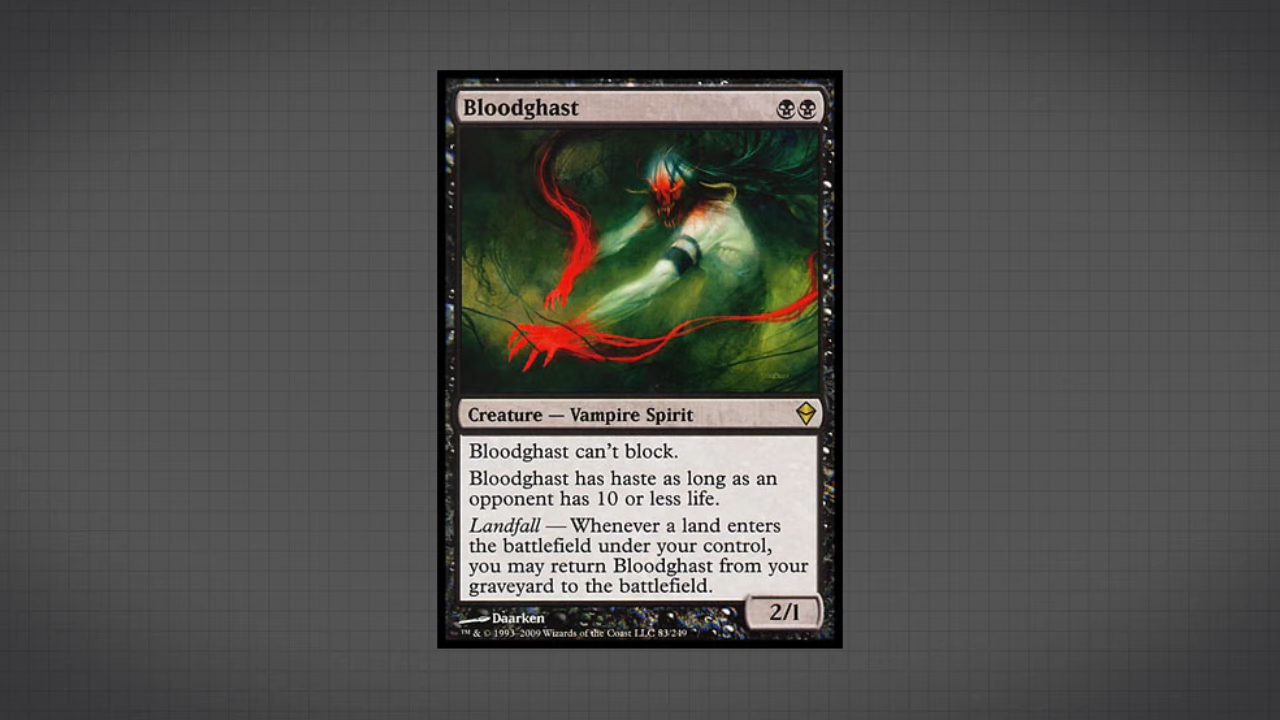 Bloodghast
Creature — Vampire Spirit
Bloodghast can't block.
Bloodghast has haste as long as an
opponent has 10 or less life.
Landfall — Whenever a land enters
the battlefield under your control,
you may return Bloodghast from your
graveyard to the battlefield.
2/1
Daarken
™ & © 1993–2009 Wizards of the Coast LLC 83/249